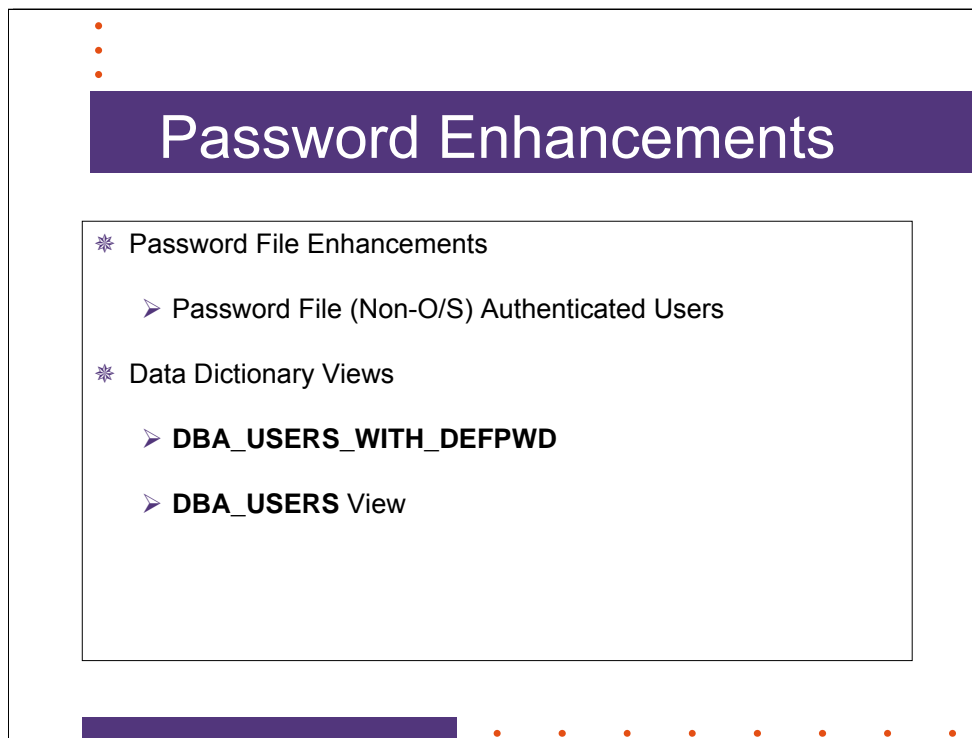 Password Enhancements
Password File Enhancements
Password File (Non-O/S) Authenticated Users
Data Dictionary Views
DBA_USERS_WITH_DEFPWD
DBA_USERS View